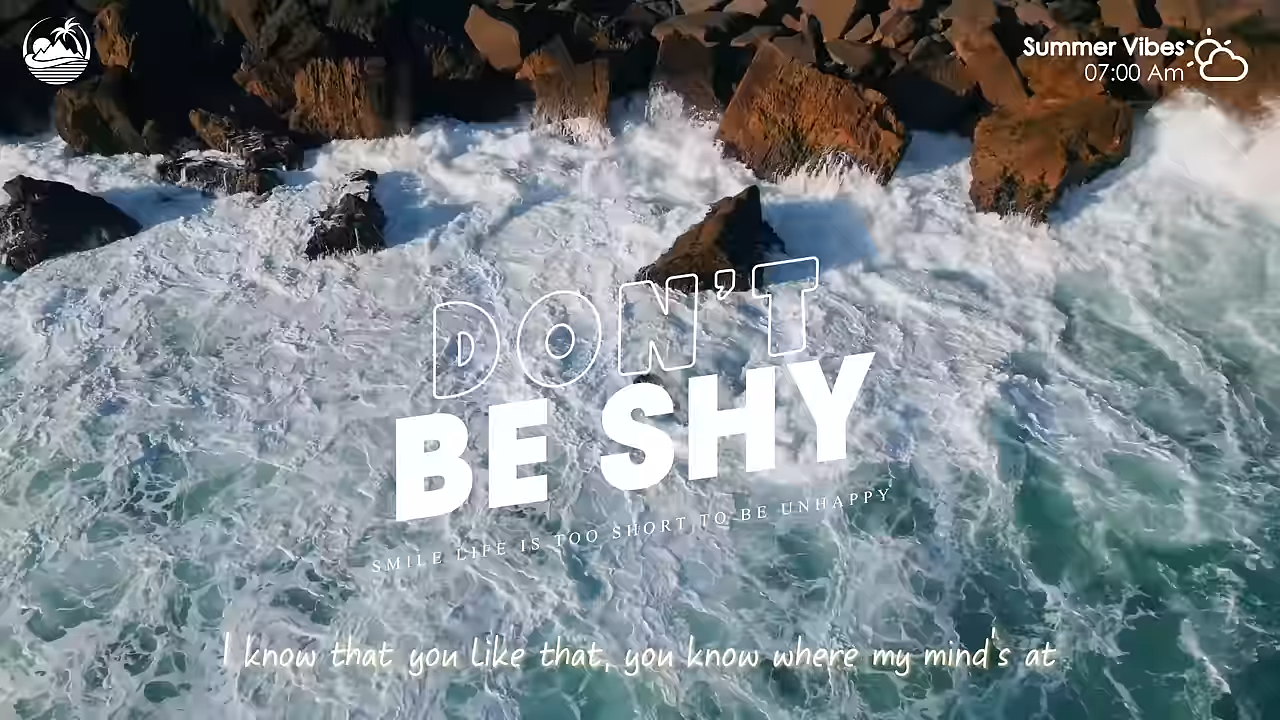 Summer Vibes
07:00 Am
DON'T
BE SHY
SMILE LIFE IS TOO SHORT TO BE UNHAPPY
I know that you like that, you know where my mind's at